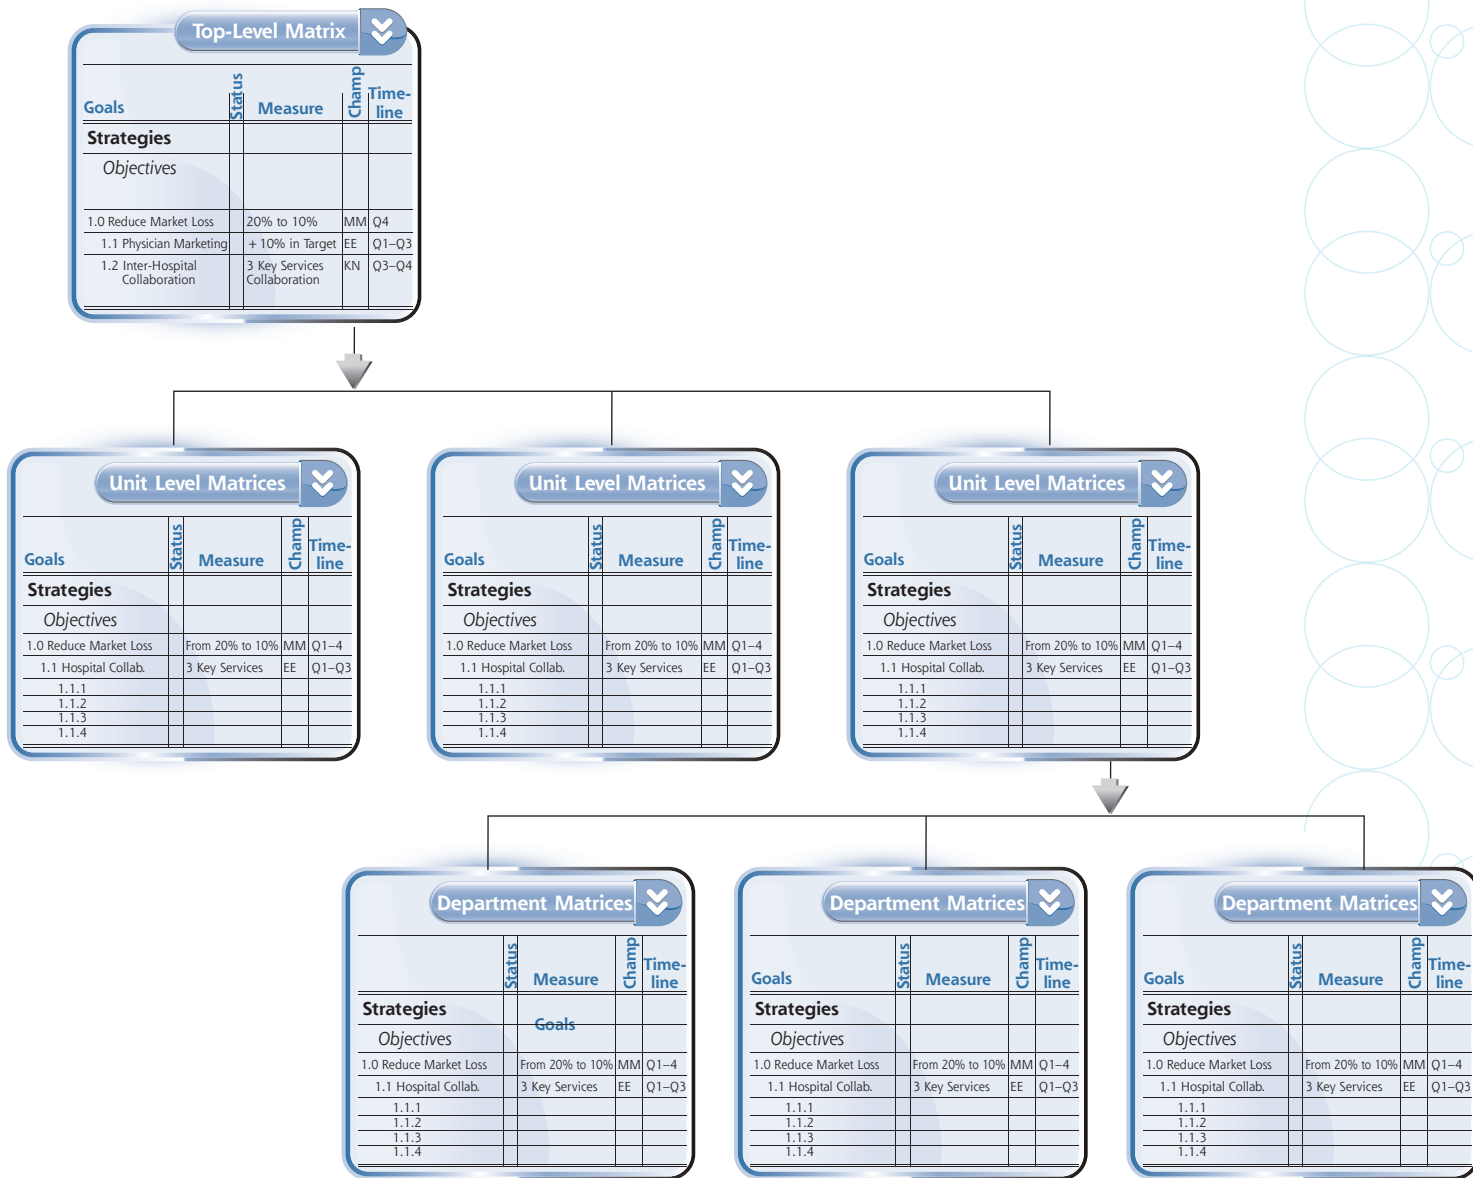 Top-Level Matrix
Goals Status Measure Champ Time-
line
Strategies
Objectives
1.0 Reduce Market Loss 20% to 10% MM Q4
1.1 Physician Marketing + 10% in Target EE Q1–Q3
1.2 Inter-Hospital 3 Key Services KN Q3–Q4
Collaboration Collaboration
Unit Level Matrices
Goals Status Measure Champ Time-
line
Strategies
Objectives
1.0 Reduce Market Loss From 20% to 10% MM Q1–4
1.1 Hospital Collab. 3 Key Services EE Q1–Q3
1.1.1
1.1.2
1.1.3
1.1.4
Unit Level Matrices
Goals Status Measure Champ Time-
line
Strategies
Objectives
1.0 Reduce Market Loss From 20% to 10% MM Q1–4
1.1 Hospital Collab. 3 Key Services EE Q1–Q3
1.1.1
1.1.2
1.1.3
1.1.4
Unit Level Matrices
Goals Status Measure Champ Time-
line
Strategies
Objectives
1.0 Reduce Market Loss From 20% to 10% MM Q1–4
1.1 Hospital Collab. 3 Key Services EE Q1–Q3
1.1.1
1.1.2
1.1.3
1.1.4
Department Matrices
Status Measure Champ Time-
line
Strategies
Goals
Objectives
1.0 Reduce Market Loss From 20% to 10% MM Q1–4
1.1 Hospital Collab. 3 Key Services EE Q1–Q3
1.1.1
1.1.2
1.1.3
1.1.4
Department Matrices
Goals Status Measure Champ Time-
line
Strategies
Objectives
1.0 Reduce Market Loss From 20% to 10% MM Q1–4
1.1 Hospital Collab. 3 Key Services EE Q1–Q3
1.1.1
1.1.2
1.1.3
1.1.4
Department Matrices
Goals Status Measure Champ Time-
line
Strategies
Objectives
1.0 Reduce Market Loss From 20% to 10% MM Q1–4
1.1 Hospital Collab. 3 Key Services EE Q1–Q3
1.1.1
1.1.2
1.1.3
1.1.4